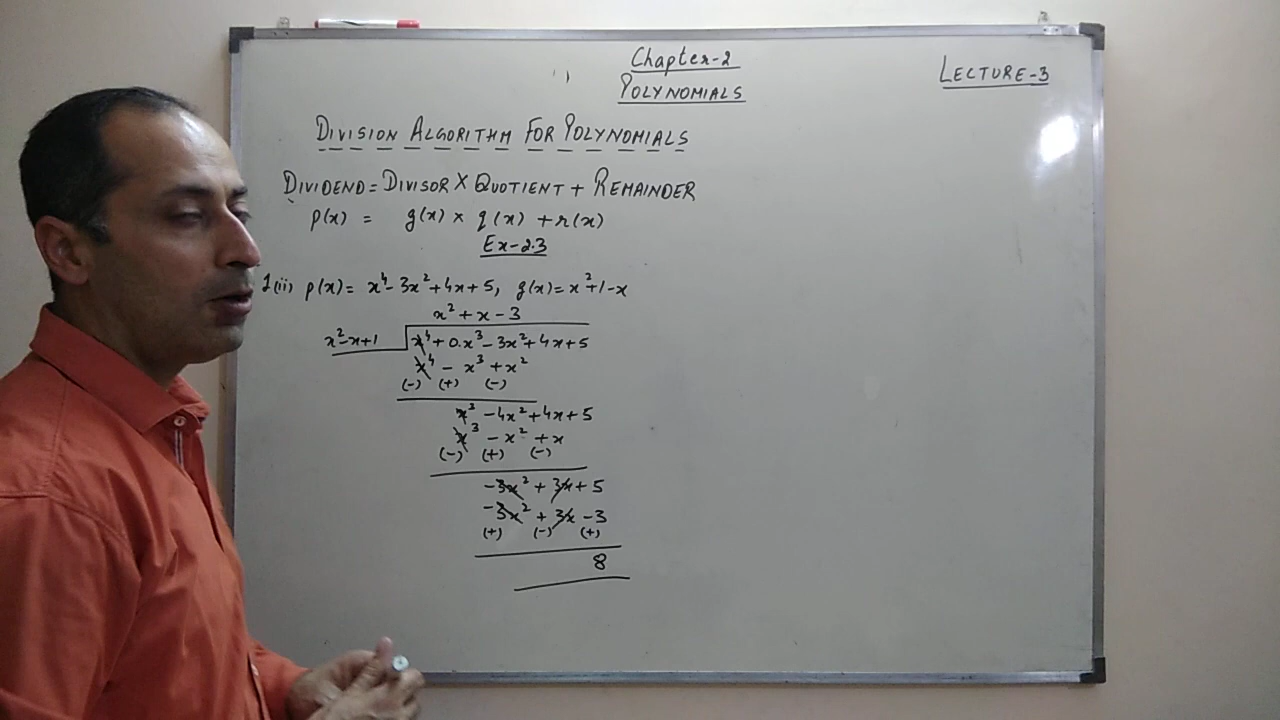 Chapter-2
POLYNOMIALS
LECTURE-3
DIVISION ALGORITHM FOR POLYNOMIALS
DIVIDEND = DIVISOR X QUOTIENT + REMAINDER
p(x) = g(x) x q(x) + r(x)
Ex-2.3
1(ii) p(x) = x⁴ - 3x² + 4x + 5, g(x) = x² + 1 - x
x² + x - 3
x² - x + 1 x⁴ + 0.x³ - 3x² + 4x + 5
x⁴ - x³ + x²
(-) (+) (-)
x³ - 4x² + 4x + 5
x³ - x² + x
(-) (+) (-)
-3x² + 3x + 5
-3x² + 3x - 3
(+) (-) (+)
8